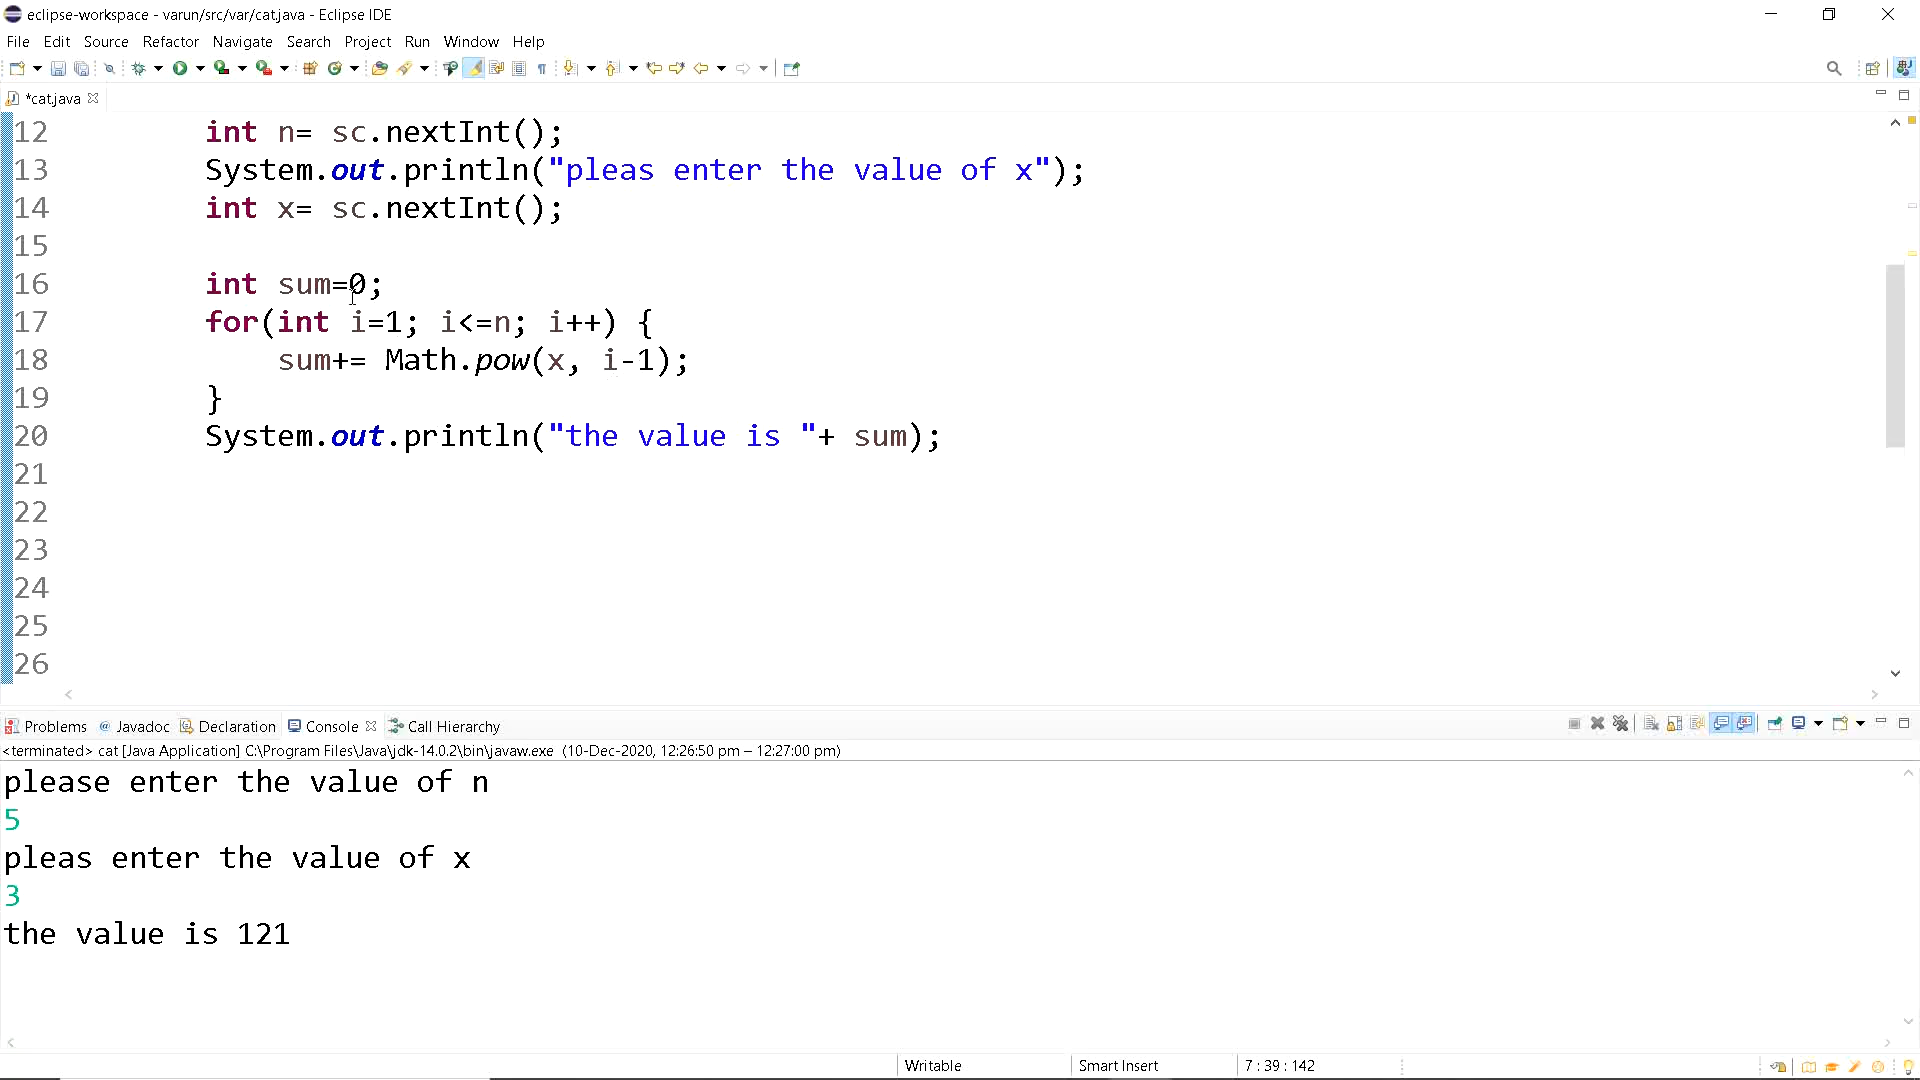 eclipse-workspace - varun/src/var/cat.java - Eclipse IDE
File Edit Source Refactor Navigate Search Project Run Window Help
*cat.java
12 int n= sc.nextInt();
13 System.out.println("pleas enter the value of x");
14 int x= sc.nextInt();
15
16 int sum=0;
17 for(int i=1; i<=n; i++) {
18 sum+= Math.pow(x, i-1);
19 }
20 System.out.println("the value is "+ sum);
21
22
23
24
25
26
Problems @ Javadoc Declaration Console Call Hierarchy
<terminated> cat [Java Application] C:\Program Files\Java\jdk-14.0.2\bin\javaw.exe (10-Dec-2020, 12:26:50 pm – 12:27:00 pm)
please enter the value of n
5
pleas enter the value of x
3
the value is 121
Writable Smart Insert 7 : 39 : 142